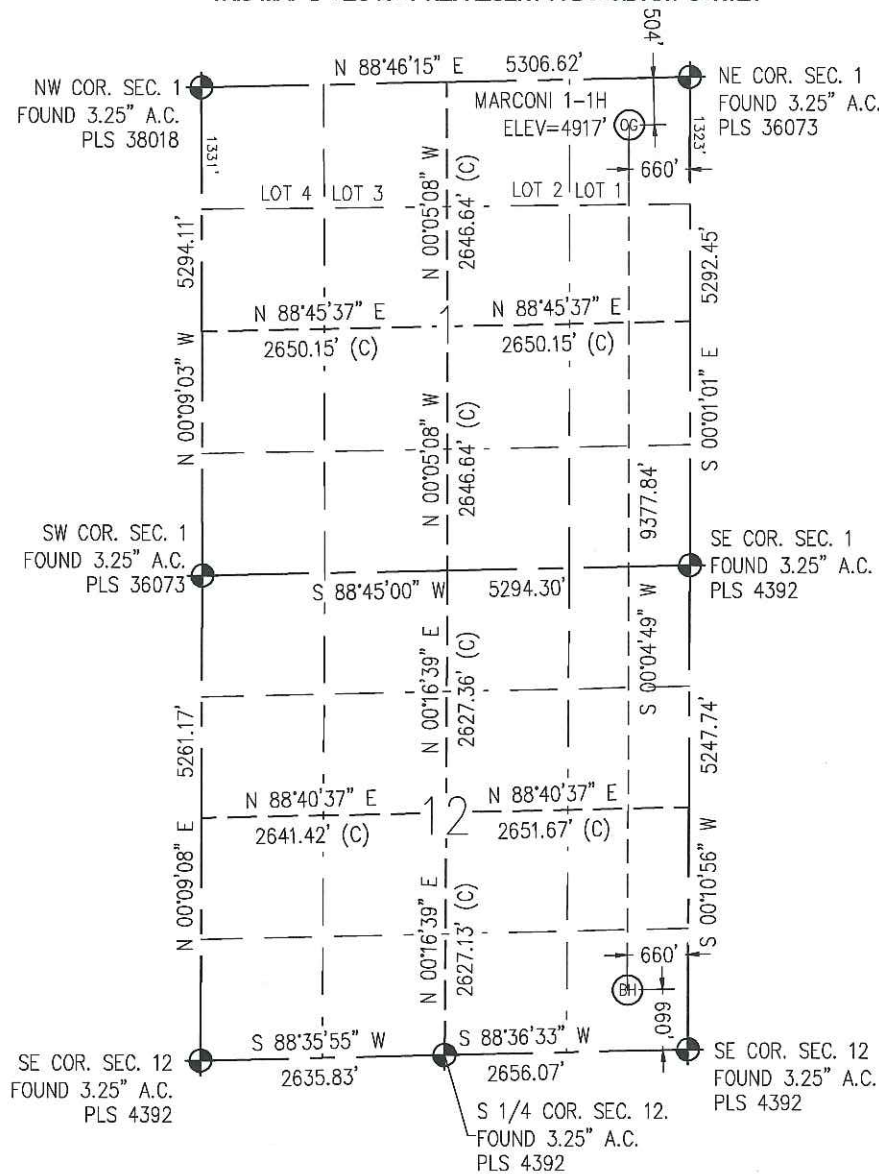 504'
N 88°46'15" E 5306.62'
NW COR. SEC. 1
FOUND 3.25" A.C.
PLS 38018
NE COR. SEC. 1
FOUND 3.25" A.C.
PLS 36073
MARCONI 1-1H
ELEV=4917'
OG
1331'
1323'
660'
LOT 4
LOT 3
LOT 2
LOT 1
N 00°05'08" W
2646.64' (C)
5294.11'
5292.45'
N 88°45'37" E
2650.15' (C)
1
N 88°45'37" E
2650.15' (C)
N 00°09'03" W
S 00°01'01" E
N 00°05'08" W
2646.64' (C)
9377.84'
SW COR. SEC. 1
FOUND 3.25" A.C.
PLS 36073
SE COR. SEC. 1
FOUND 3.25" A.C.
PLS 4392
S 88°45'00" W 5294.30'
S 00°04'49" W
N 00°16'39" E
2627.36' (C)
5261.17'
5247.74'
N 88°40'37" E
2641.42' (C)
12
N 88°40'37" E
2651.67' (C)
N 00°09'08" E
S 00°10'56" W
N 00°16'39" E
2627.13' (C)
660'
BH
660'
S 88°35'55" W
2635.83'
S 88°36'33" W
2656.07'
SE COR. SEC. 12
FOUND 3.25" A.C.
PLS 4392
SE COR. SEC. 12
FOUND 3.25" A.C.
PLS 4392
S 1/4 COR. SEC. 12.
FOUND 3.25" A.C.
PLS 4392